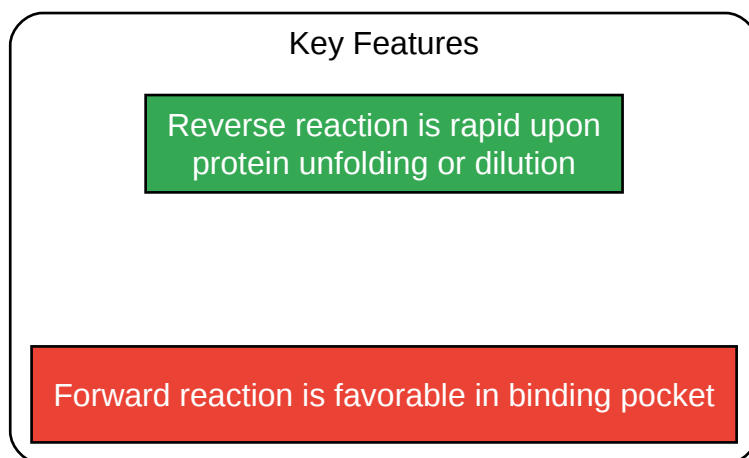 Key Features
Reverse reaction is rapid upon
protein unfolding or dilution
Forward reaction is favorable in binding pocket